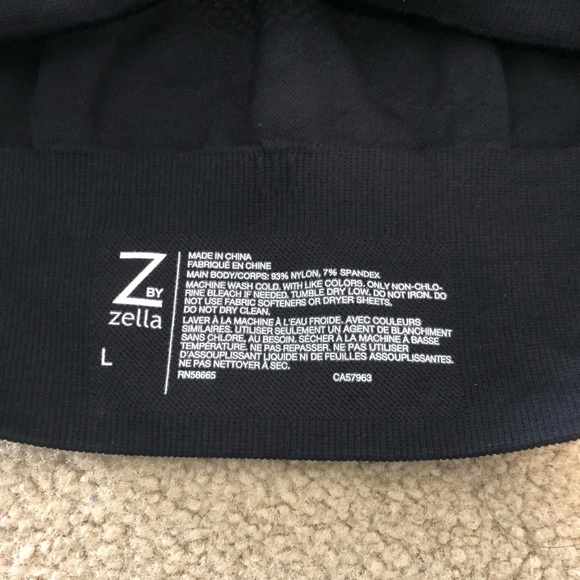 Z BY
zella
L
MADE IN CHINA
FABRIQUÉ EN CHINE
MAIN BODY/CORPS: 93% NYLON, 7% SPANDEX
MACHINE WASH COLD. WITH LIKE COLORS. ONLY NON-CHLO-
RINE BLEACH IF NEEDED. TUMBLE DRY LOW. DO NOT IRON. DO
NOT USE FABRIC SOFTENERS OR DRYER SHEETS.
DO NOT DRY CLEAN.
LAVER À LA MACHINE À L'EAU FROIDE. AVEC COULEURS
SIMILAIRES. UTILISER SEULEMENT UN AGENT DE BLANCHIMENT
SANS CHLORE, AU BESOIN. SÉCHER À LA MACHINE À BASSE
TEMPÉRATURE. NE PAS REPASSER. NE PAS UTILISER
D'ASSOUPLISSANT LIQUIDE NI DE FEUILLES ASSOUPLISSANTES.
NE PAS NETTOYER À SEC.
RN58665 CA57963